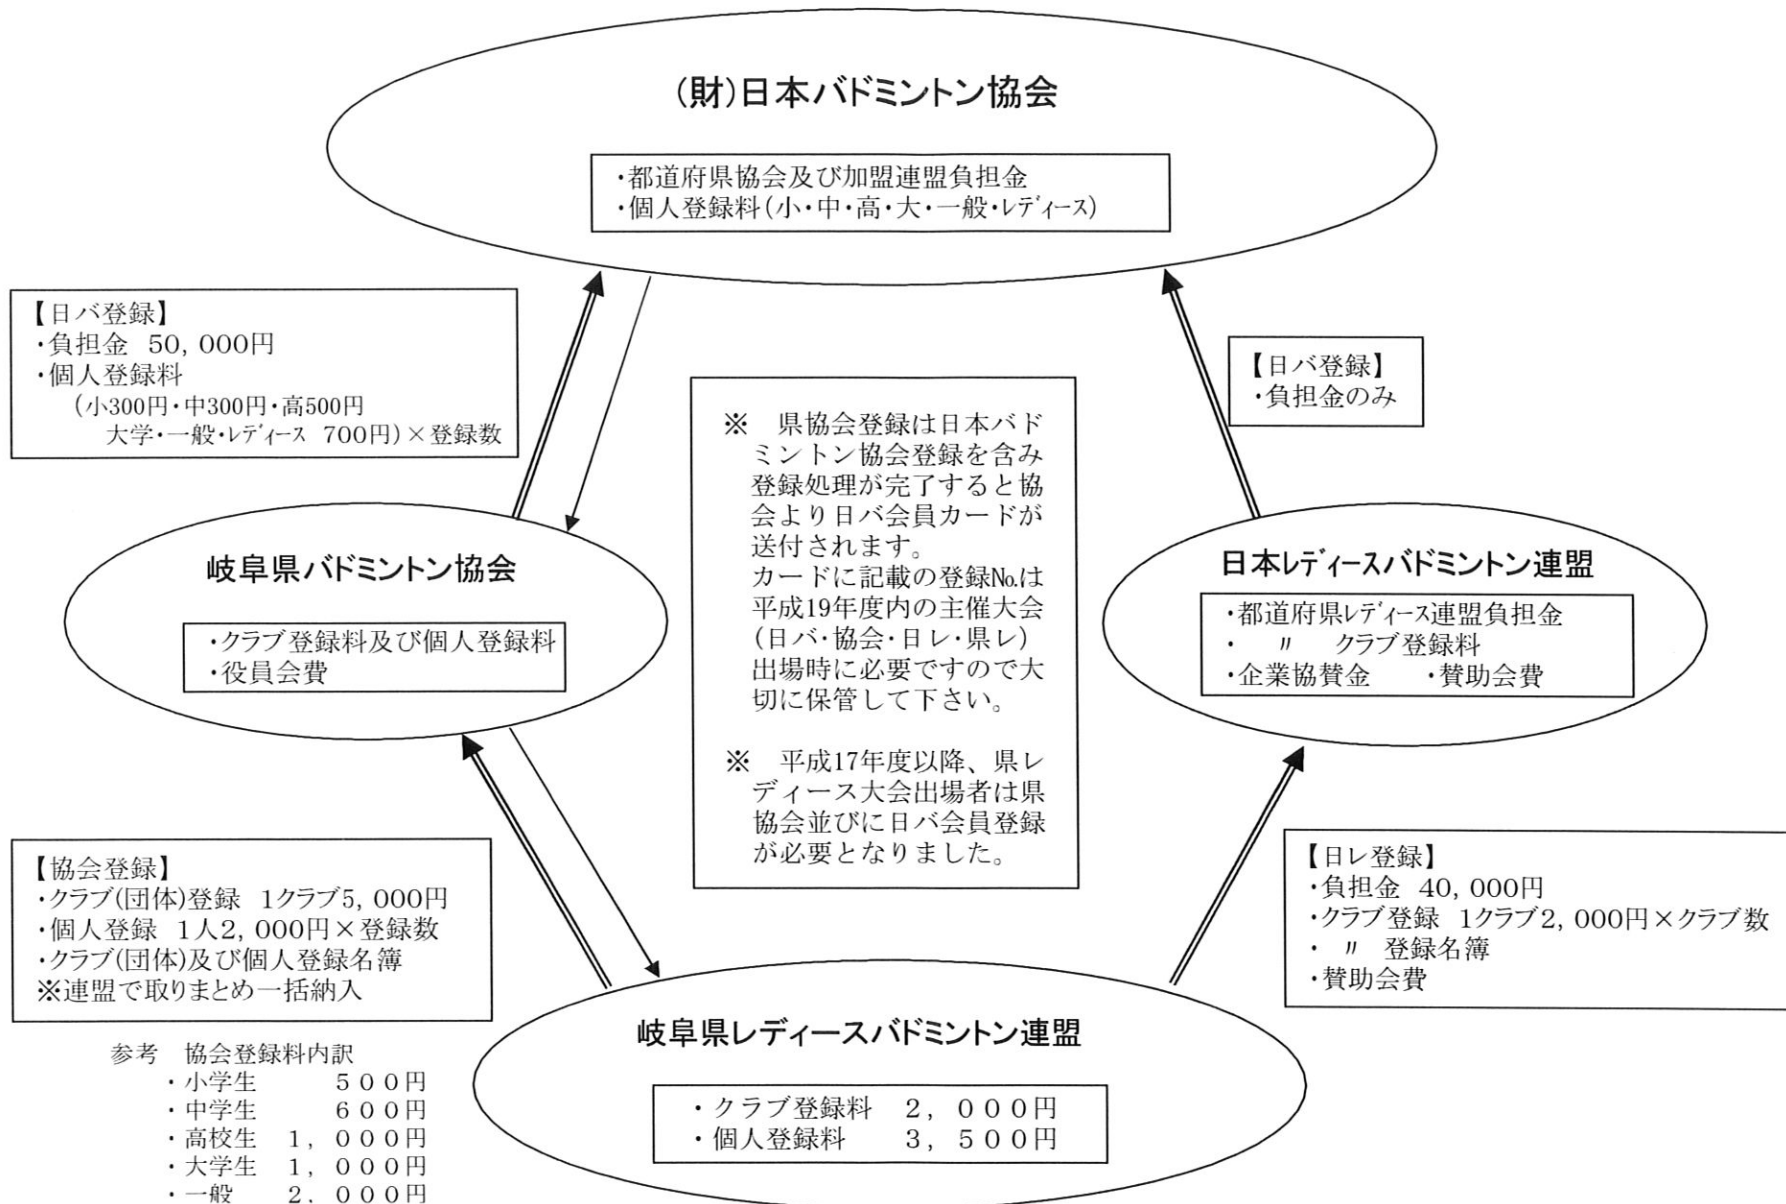 (財)日本バドミントン協会
・都道府県協会及び加盟連盟負担金
・個人登録料(小・中・高・大・一般・レディース)
【日バ登録】
・負担金 50,000円
・個人登録料
(小300円・中300円・高500円
大学・一般・レディース 700円)×登録数
【日バ登録】
・負担金のみ
※ 県協会登録は日本バド
ミントン協会登録を含み
登録処理が完了すると協
会より日バ会員カードが
送付されます。
カードに記載の登録№は
平成19年度内の主催大会
(日バ・協会・日レ・県レ)
出場時に必要ですので大
切に保管して下さい。
※ 平成17年度以降、県レ
ディース大会出場者は県
協会並びに日バ会員登録
が必要となりました。
岐阜県バドミントン協会
・クラブ登録料及び個人登録料
・役員会費
日本レディースバドミントン連盟
・都道府県レディース連盟負担金
・ 〃 クラブ登録料
・企業協賛金 ・賛助会費
【協会登録】
・クラブ(団体)登録 1クラブ5,000円
・個人登録 1人2,000円×登録数
・クラブ(団体)及び個人登録名簿
※連盟で取りまとめ一括納入
【日レ登録】
・負担金 40,000円
・クラブ登録 1クラブ2,000円×クラブ数
・ 〃 登録名簿
・賛助会費
岐阜県レディースバドミントン連盟
・クラブ登録料 2,000円
・個人登録料 3,500円
参考 協会登録料内訳
・小学生 500円
・中学生 600円
・高校生 1,000円
・大学生 1,000円
・一般 2,000円